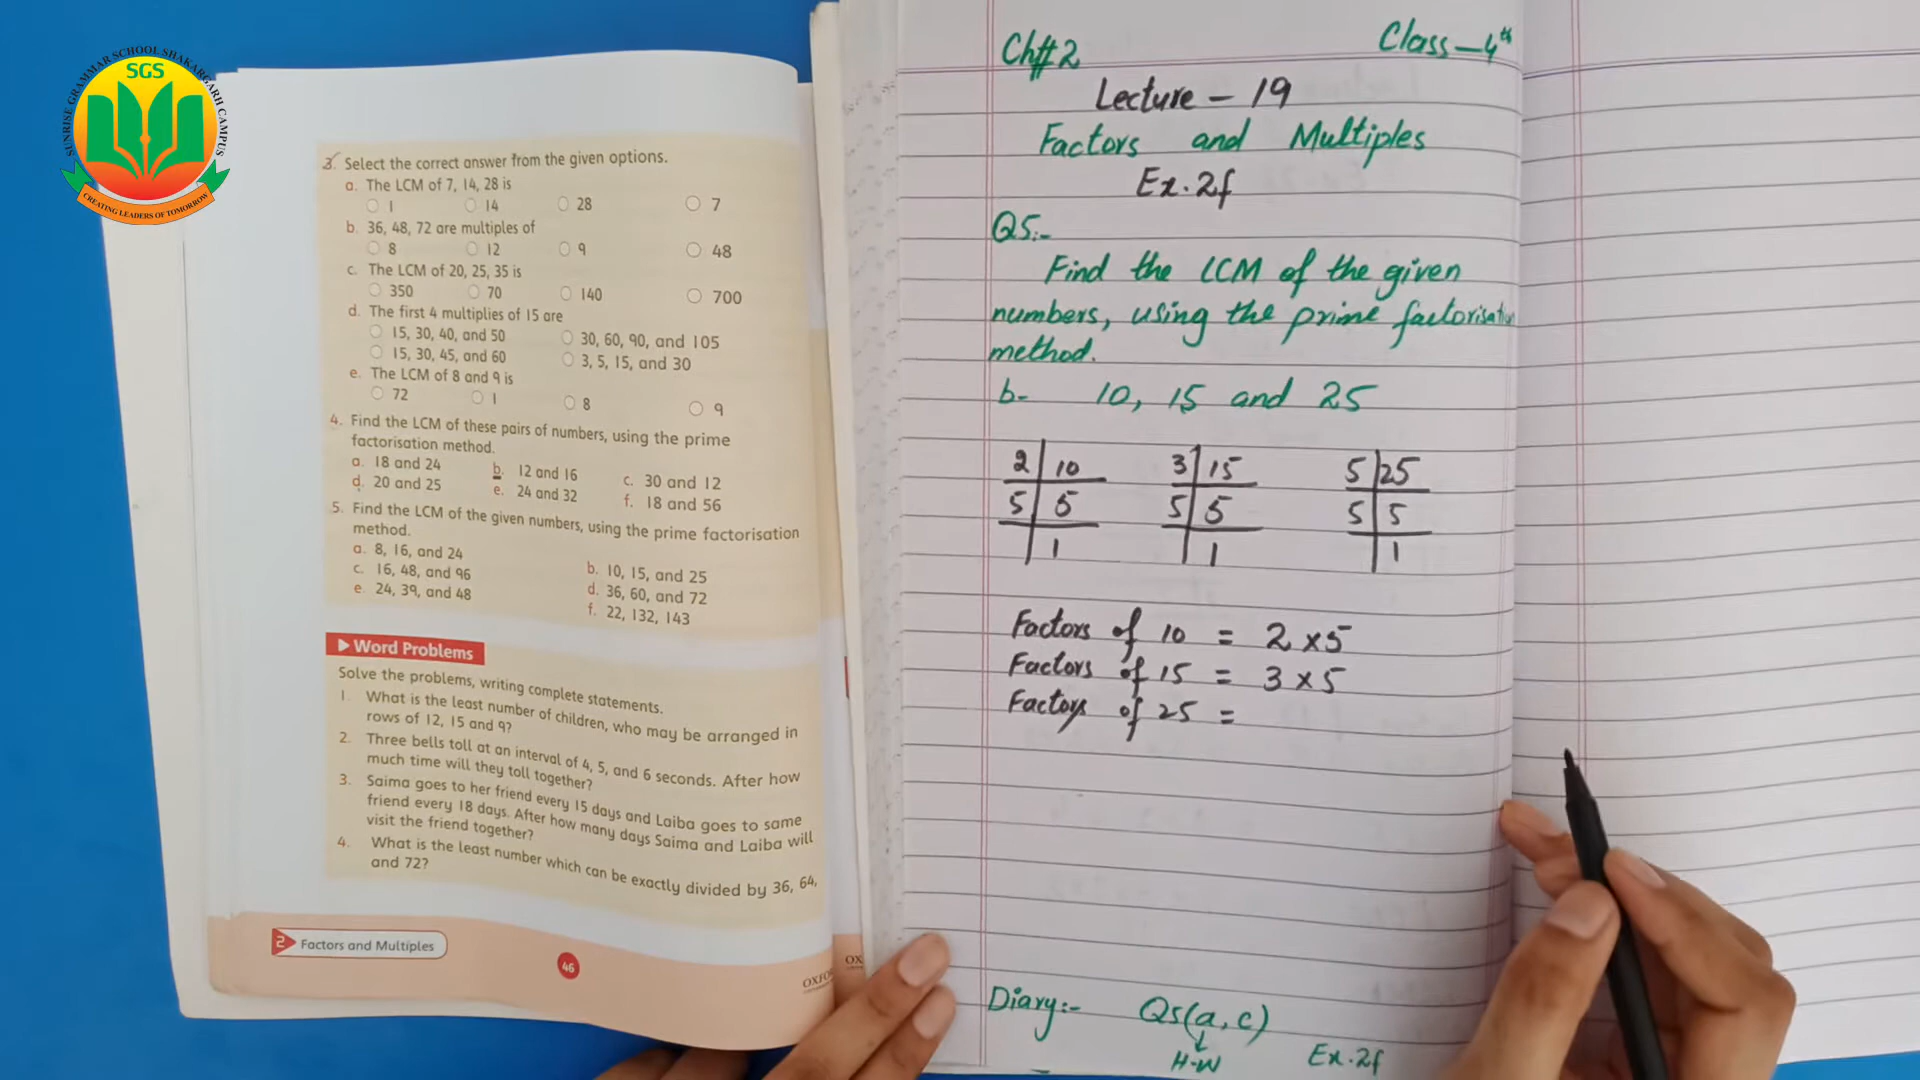 SUNRISE GRAMMAR SCHOOL SHAKARGARH CAMPUS
SGS
CREATING LEADERS OF TOMORROW
3. Select the correct answer from the given options.
a. The LCM of 7, 14, 28 is
1 14 28 7
b. 36, 48, 72 are multiples of
8 12 9 48
c. The LCM of 20, 25, 35 is
350 70 140 700
d. The first 4 multiplies of 15 are
15, 30, 40, and 50 30, 60, 90, and 105
15, 30, 45, and 60 3, 5, 15, and 30
e. The LCM of 8 and 9 is
72 1 8 9
4. Find the LCM of these pairs of numbers, using the prime
factorisation method.
a. 18 and 24 b. 12 and 16 c. 30 and 12
d. 20 and 25 e. 24 and 32 f. 18 and 56
5. Find the LCM of the given numbers, using the prime factorisation
method.
a. 8, 16, and 24 b. 10, 15, and 25
c. 16, 48, and 96 d. 36, 60, and 72
e. 24, 39, and 48 f. 22, 132, 143
Word Problems
Solve the problems, writing complete statements.
1. What is the least number of children, who may be arranged in
rows of 12, 15 and 9?
2. Three bells toll at an interval of 4, 5, and 6 seconds. After how
much time will they toll together?
3. Saima goes to her friend every 15 days and Laiba goes to same
friend every 18 days. After how many days Saima and Laiba will
visit the friend together?
4. What is the least number which can be exactly divided by 36, 64,
and 72?
2 Factors and Multiples
46
Ch#2 Class-4th
Lecture - 19
Factors and Multiples
Ex.2f
Q5:-
Find the LCM of the given
numbers, using the prime factorisation
method.
b- 10, 15 and 25
2 10 3 15 5 25
5 5 5 5 5 5
1 1 1
Factors of 10 = 2 × 5
Factors of 15 = 3 × 5
Factors of 25 =
Diary:- Q5(a, c)
H-W Ex.2f